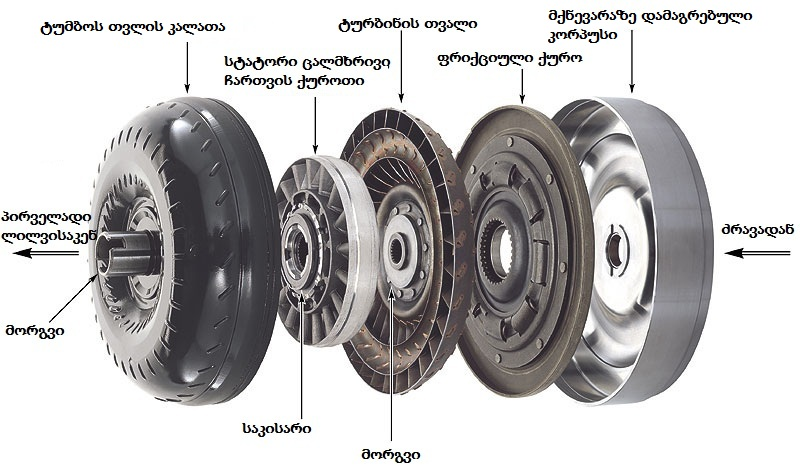 ტუმბოს თვლის კალათა
ტურბინის თვალი
მქნევარაზე დამაგრებული
კორპუსი
სტატორი ცალმხრივი
ჩართვის ქუროთი
ფრიქციული ქურო
პირველადი
ლილვისაკენ
ძრავადან
მორგვი
საკისარი
მორგვი